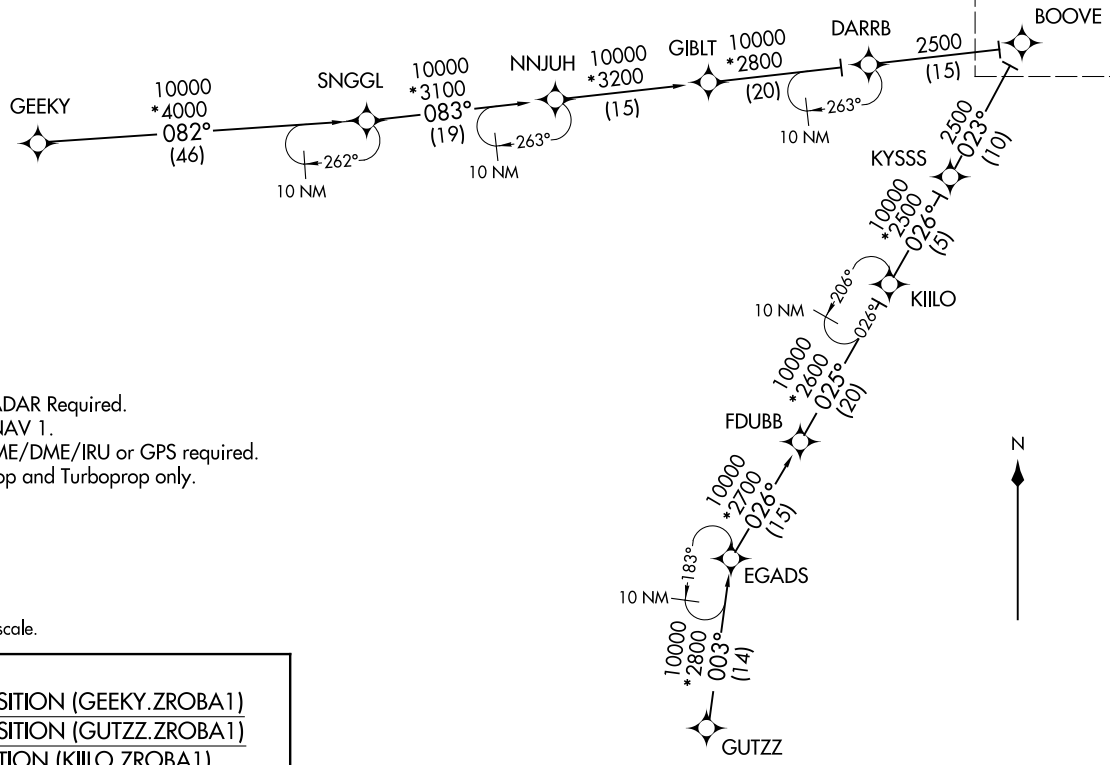 BOOVE
DARRB
2500
(15)
GIBLT
10000
*2800
(20)
263°
10 NM
NNJUH
10000
*3200
(15)
SNGGL
10000
*3100
083°
(19)
263°
10 NM
GEEKY
10000
*4000
082°
(46)
262°
10 NM
2500
023°
(10)
KYSSS
10000
*2500
026°
(5)
206°
10 NM
KIILO
026°
10000
*2600
025°
(20)
FDUBB
10000
*2700
026°
(15)
183°
10 NM
EGADS
10000
*2800
003°
(14)
GUTZZ
N
ADAR Required.
NAV 1.
ME/DME/IRU or GPS required.
op and Turboprop only.
scale.
SITION (GEEKY.ZROBA1)
SITION (GUTZZ.ZROBA1)
TION (KIILO.ZROBA1)